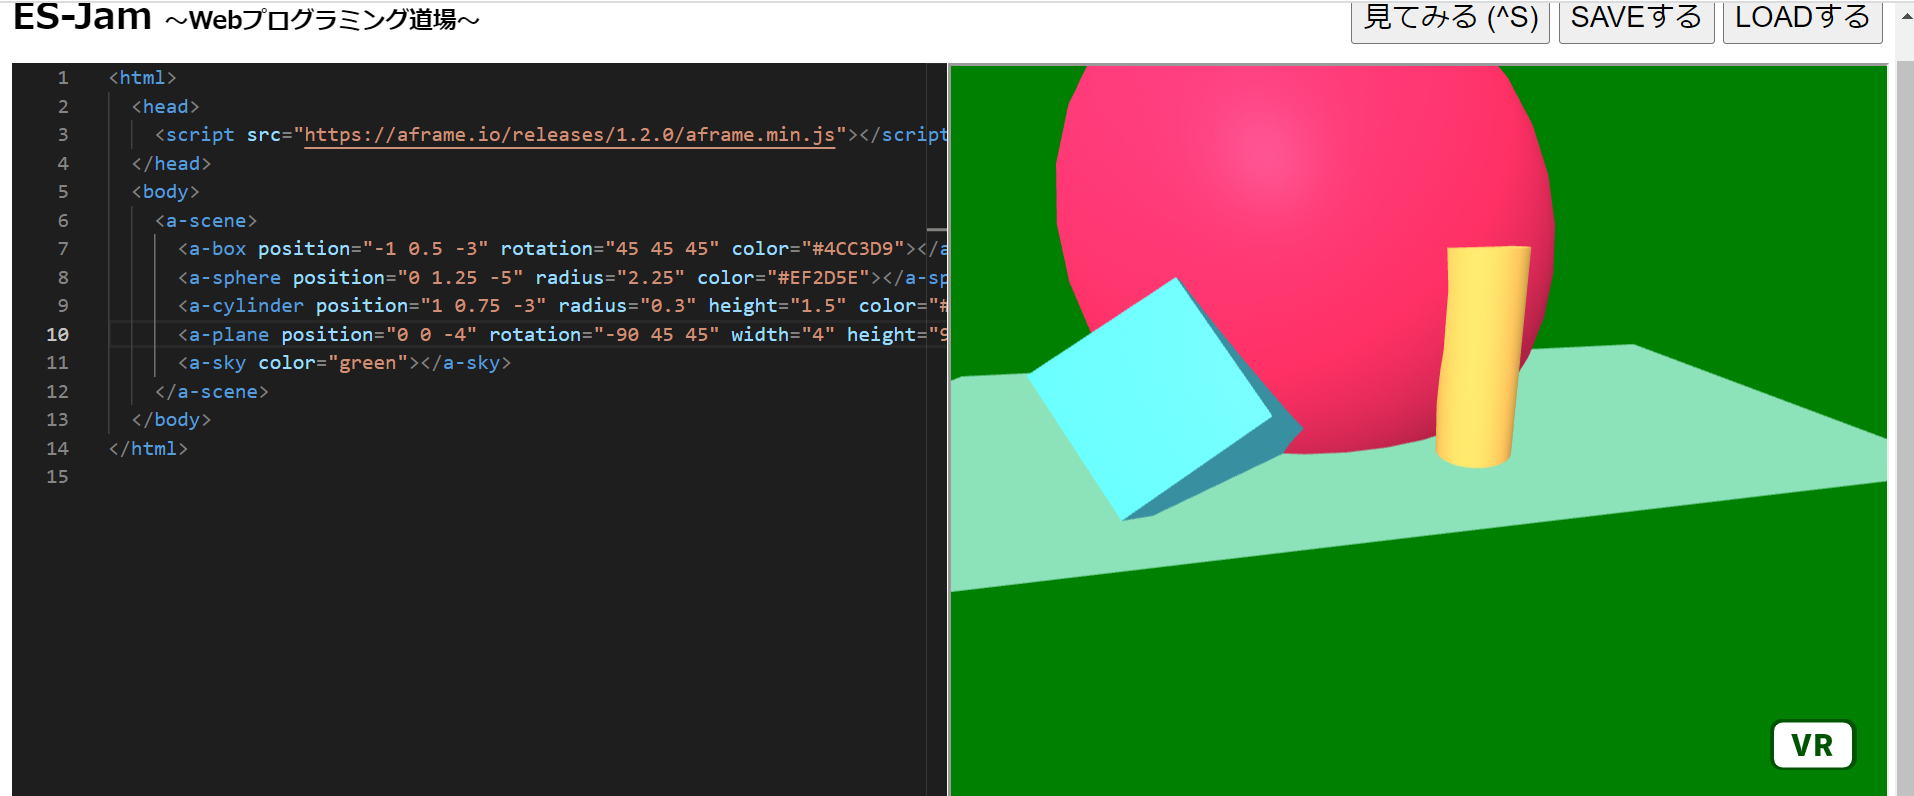 ES-Jam ～Webプログラミング道場～
見てみる (^S) SAVEする LOADする
1 <html>
2 <head>
3 <script src="https://aframe.io/releases/1.2.0/aframe.min.js"></script
4 </head>
5 <body>
6 <a-scene>
7 <a-box position="-1 0.5 -3" rotation="45 45 45" color="#4CC3D9"></a
8 <a-sphere position="0 1.25 -5" radius="2.25" color="#EF2D5E"></a-sp
9 <a-cylinder position="1 0.75 -3" radius="0.3" height="1.5" color="#
10 <a-plane position="0 0 -4" rotation="-90 45 45" width="4" height="9
11 <a-sky color="green"></a-sky>
12 </a-scene>
13 </body>
14 </html>
15
VR